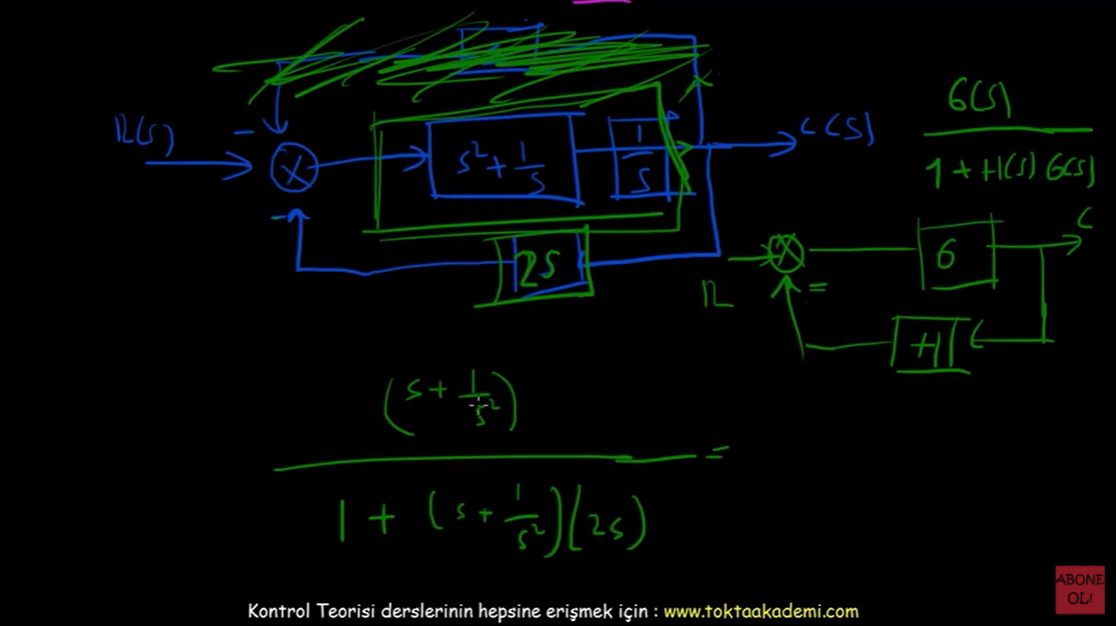 R(s) − s² + 1/s 1/s C(s)
−
2s
G(s)
1 + H(s).G(s)
R G C
=
H
(s + 1/s²)
=
1 + (s + 1/s²)(2s)
Kontrol Teorisi derslerinin hepsine erişmek için : www.toktaakademi.com
ABONE
OL!